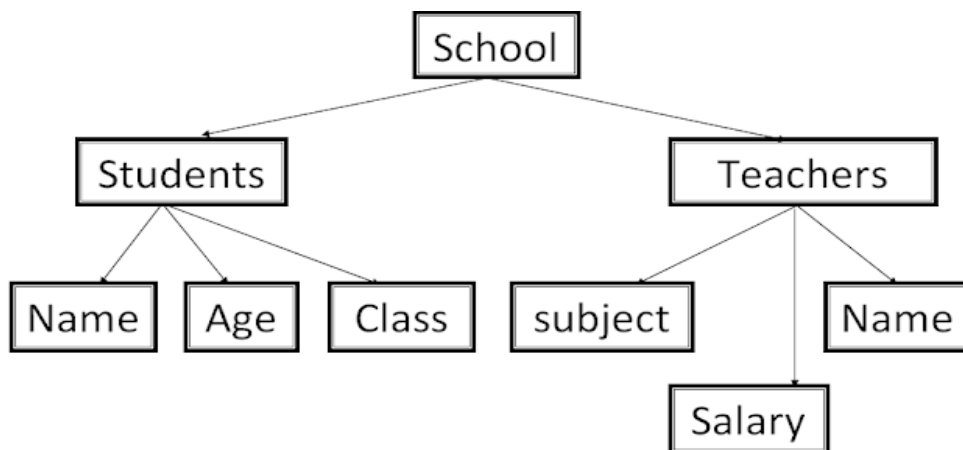 School
Students
Teachers
Name
Age
Class
subject
Name
Salary